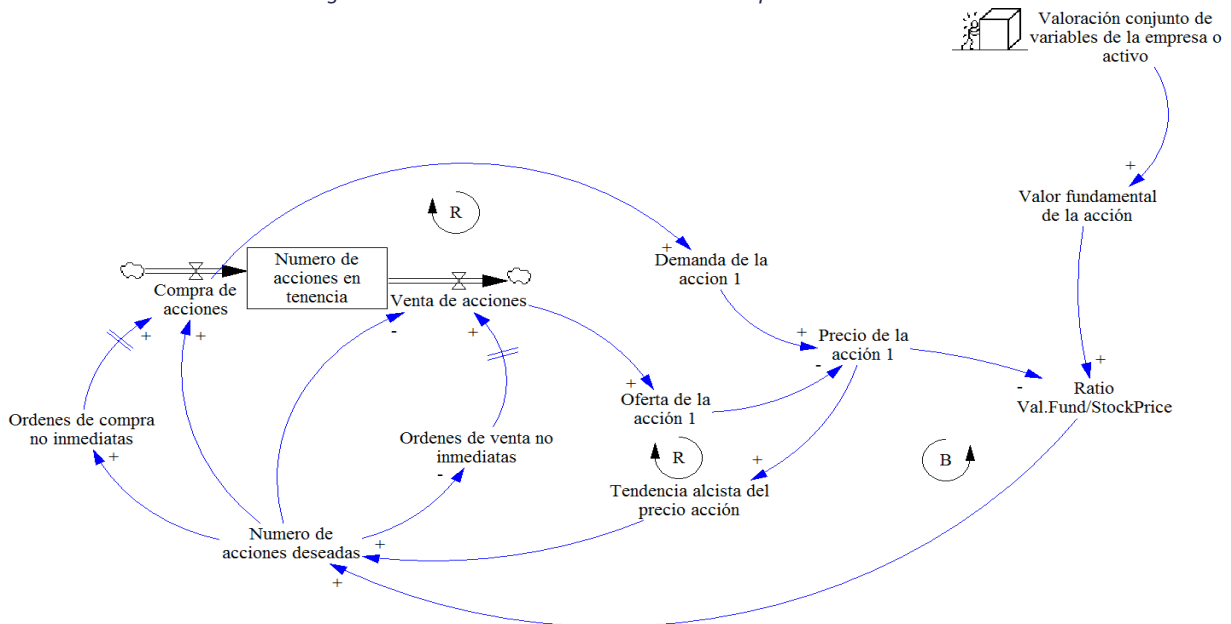 Valoración conjunto de
variables de la empresa o
activo
+
Valor fundamental
de la acción
R
+
Demanda de la
accion 1
Numero de
acciones en
tenencia
Compra de
acciones
Venta de acciones
+
+
-
+
+
Precio de la
acción 1
-
+
-
Ratio
Val.Fund/StockPrice
+
Oferta de la
acción 1
Ordenes de compra
no inmediatas
+
Ordenes de venta no
inmediatas
-
R
+
B
Tendencia alcista del
precio acción
Numero de
acciones deseadas
+
+